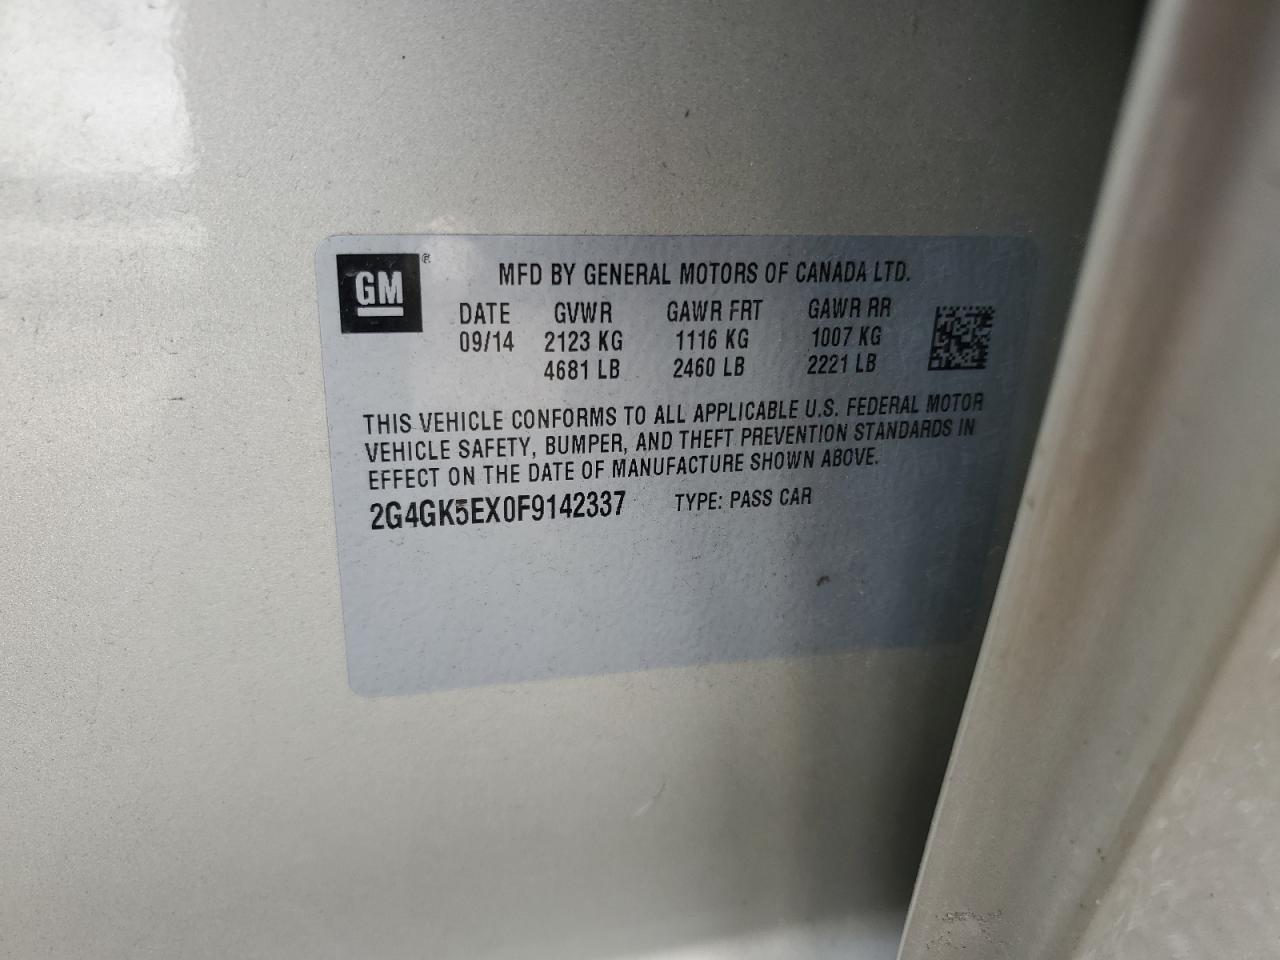 GM ®
MFD BY GENERAL MOTORS OF CANADA LTD.
DATE GVWR GAWR FRT GAWR RR
09/14 2123 KG 1116 KG 1007 KG
4681 LB 2460 LB 2221 LB
THIS VEHICLE CONFORMS TO ALL APPLICABLE U.S. FEDERAL MOTOR
VEHICLE SAFETY, BUMPER, AND THEFT PREVENTION STANDARDS IN
EFFECT ON THE DATE OF MANUFACTURE SHOWN ABOVE.
2G4GK5EX0F9142337 TYPE: PASS CAR